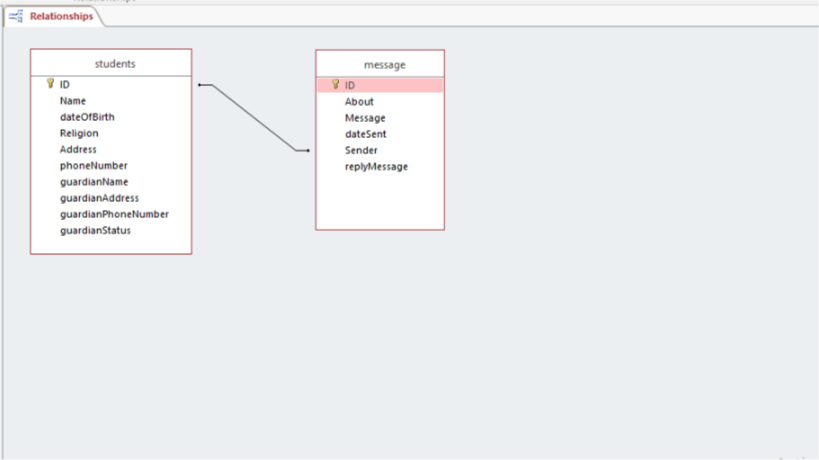 Relationships
students
ID
Name
dateOfBirth
Religion
Address
phoneNumber
guardianName
guardianAddress
guardianPhoneNumber
guardianStatus
message
ID
About
Message
dateSent
Sender
replyMessage